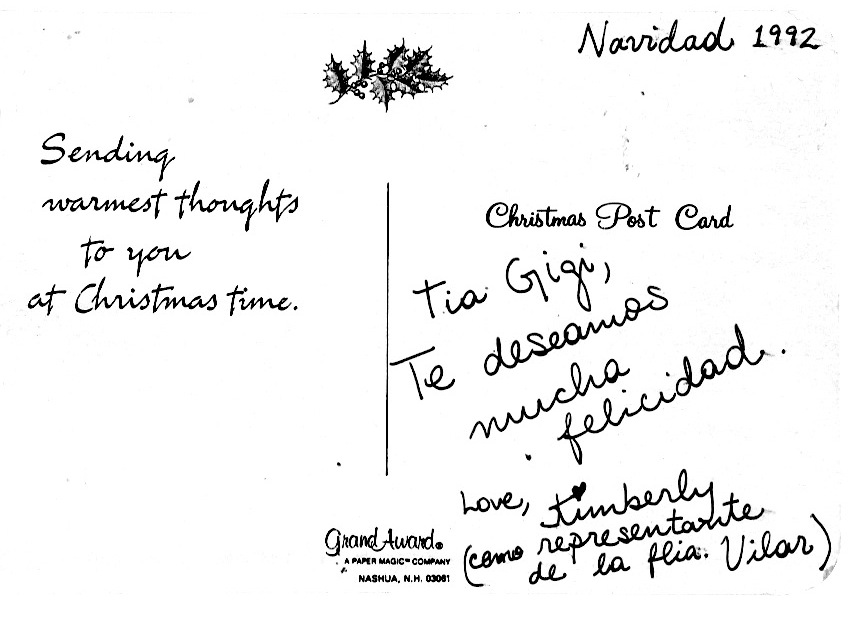 Navidad 1992
Sending
warmest thoughts
to you
at Christmas time.
Christmas Post Card
Tia Gigi,
Te deseamos
mucha
felicidad.
Love, Kimberly
(como representante
de la flia. Vilar)
Grand Award®
A PAPER MAGIC™ COMPANY
NASHUA, N.H. 03061